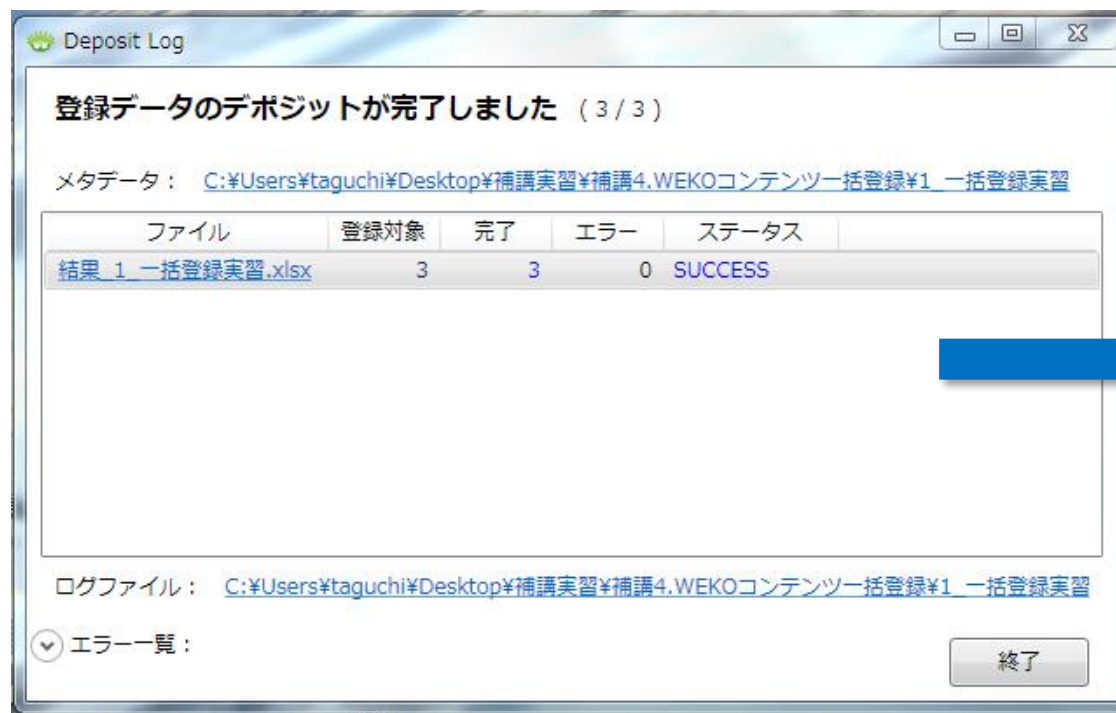 Deposit Log
登録データのデポジットが完了しました (3/3)
メタデータ： C:¥Users¥taguchi¥Desktop¥補講実習¥補講4.WEKOコンテンツ一括登録¥1_一括登録実習
ファイル 登録対象 完了 エラー ステータス
結果_1_一括登録実習.xlsx 3 3 0 SUCCESS
ログファイル： C:¥Users¥taguchi¥Desktop¥補講実習¥補講4.WEKOコンテンツ一括登録¥1_一括登録実習
エラー一覧：
終了